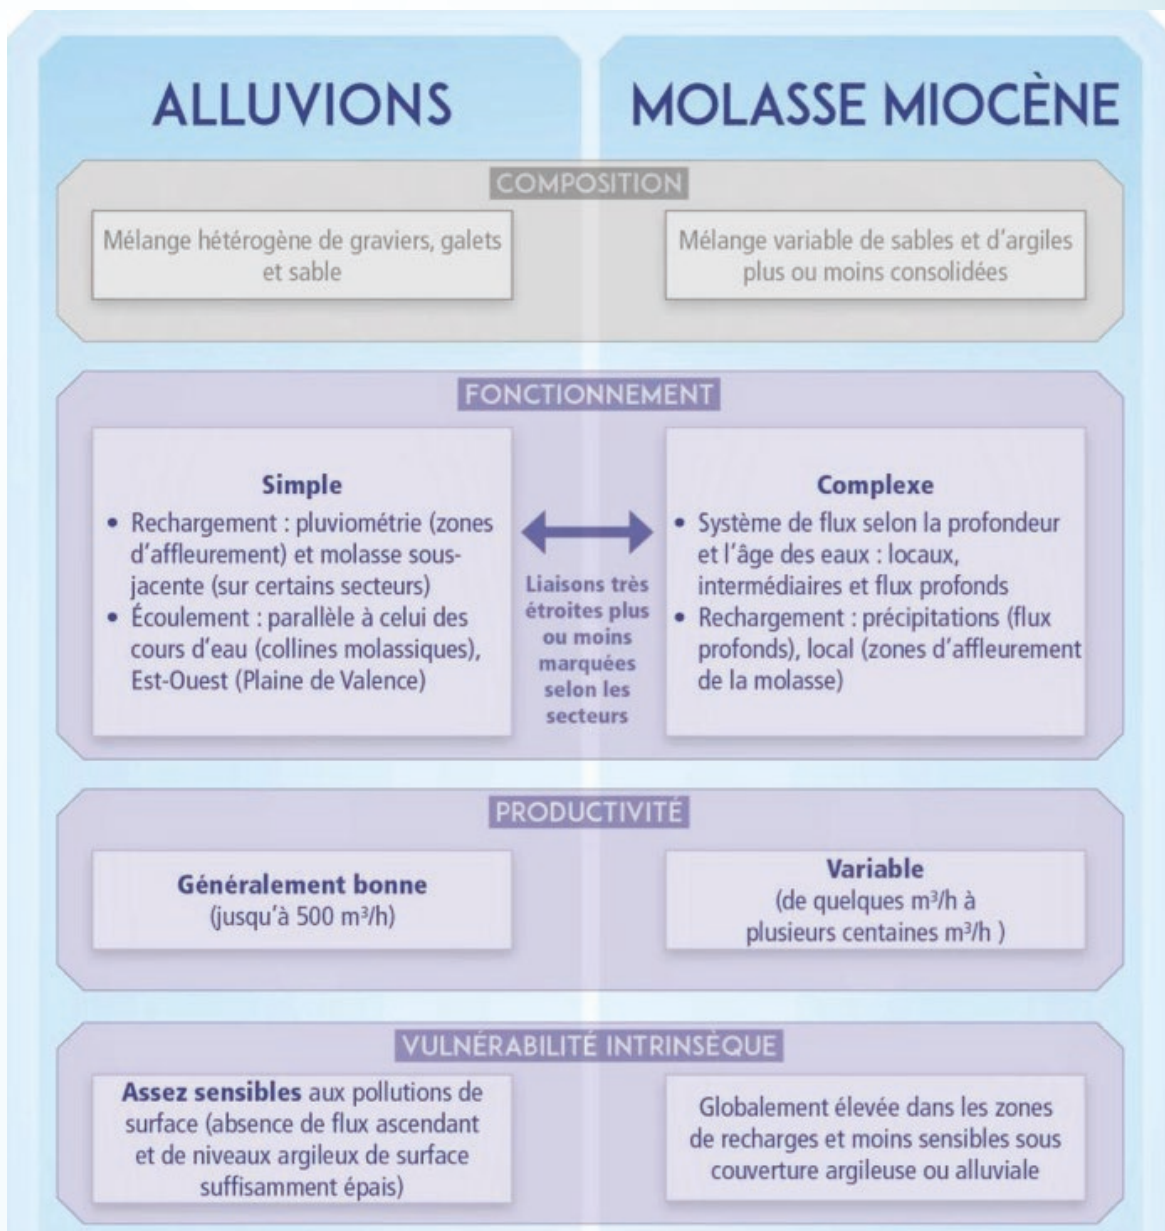 ALLUVIONS
MOLASSE MIOCÈNE
COMPOSITION
Mélange hétérogène de graviers, galets
et sable
Mélange variable de sables et d’argiles
plus ou moins consolidées
FONCTIONNEMENT
Simple
• Rechargement : pluviométrie (zones
d’affleurement) et molasse sous-
jacente (sur certains secteurs)
• Écoulement : parallèle à celui des
cours d’eau (collines molassiques),
Est-Ouest (Plaine de Valence)
Liaisons très
étroites plus
ou moins
marquées
selon les
secteurs
Complexe
• Système de flux selon la profondeur
et l’âge des eaux : locaux,
intermédiaires et flux profonds
• Rechargement : précipitations (flux
profonds), local (zones d’affleurement
de la molasse)
PRODUCTIVITÉ
Généralement bonne
(jusqu’à 500 m³/h)
Variable
(de quelques m³/h à
plusieurs centaines m³/h )
VULNÉRABILITÉ INTRINSÈQUE
Assez sensibles aux pollutions de
surface (absence de flux ascendant
et de niveaux argileux de surface
suffisamment épais)
Globalement élevée dans les zones
de recharges et moins sensibles sous
couverture argileuse ou alluviale